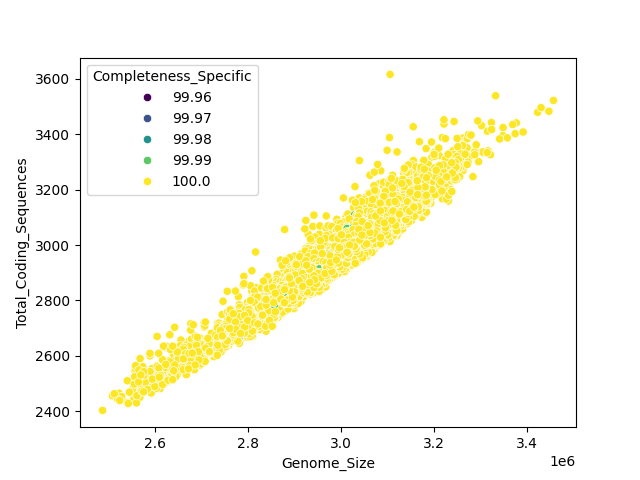 Completeness_Specific
99.96
99.97
99.98
99.99
100.0
3600
3400
3200
3000
2800
2600
2400
Total_Coding_Sequences
2.6 2.8 3.0 3.2 3.4
1e6
Genome_Size